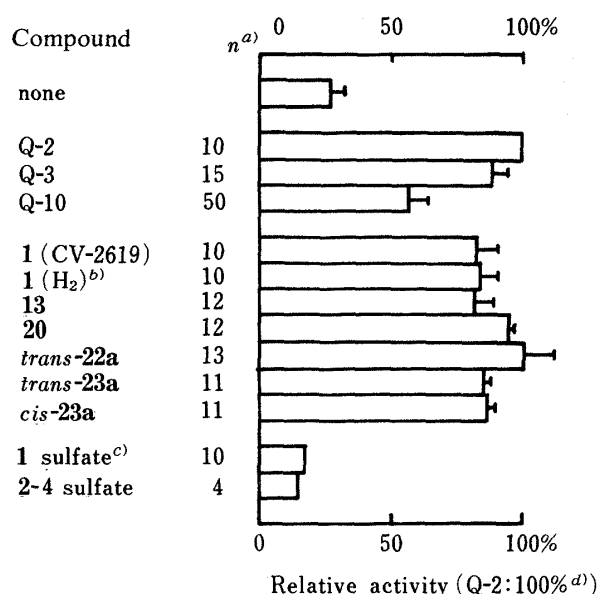 0 50 100%
Compound n^a)
none
Q-2 10
Q-3 15
Q-10 50
1 (CV-2619) 10
1 (H₂)^b) 10
13 12
20 12
trans-22a 13
trans-23a 11
cis-23a 11
1 sulfate^c) 10
2-4 sulfate 4
0 50 100%
Relative activity (Q-2:100%^d))